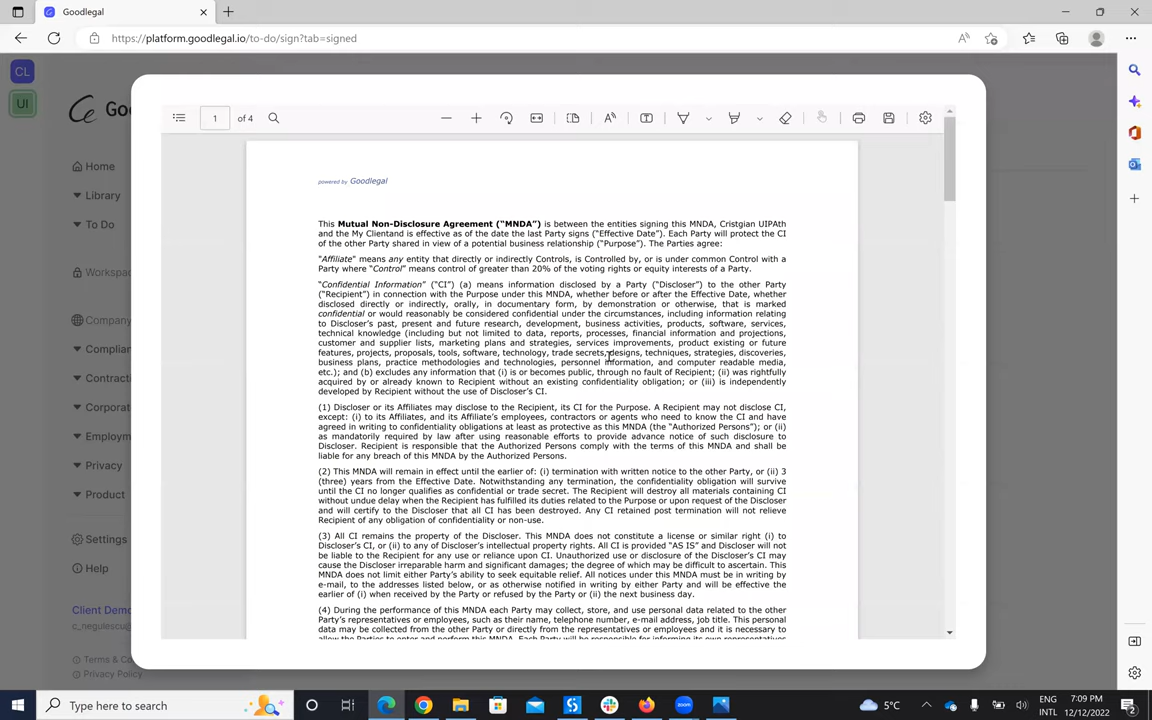 Goodlegal
https://platform.goodlegal.io/to-do/sign?tab=signed
CL
UI
Go
Home
Library
To Do
Workspa
Company
Complian
Contract
Corporat
Employm
Privacy
Product
Settings
Help
Client Demo
c_negulescu@
Terms & Co
Privacy Policy
1 of 4
powered by Goodlegal
This Mutual Non-Disclosure Agreement (“MNDA”) is between the entities signing this MNDA, Cristgian UIPAth
and the My Clientand is effective as of the date the last Party signs (“Effective Date”). Each Party will protect the CI
of the other Party shared in view of a potential business relationship (“Purpose”). The Parties agree:
“Affiliate” means any entity that directly or indirectly Controls, is Controlled by, or is under common Control with a
Party where “Control” means control of greater than 20% of the voting rights or equity interests of a Party.
“Confidential Information” (“CI”) (a) means information disclosed by a Party (“Discloser”) to the other Party
(“Recipient”) in connection with the Purpose under this MNDA, whether before or after the Effective Date, whether
disclosed directly or indirectly, orally, in documentary form, by demonstration or otherwise, that is marked
confidential or would reasonably be considered confidential under the circumstances, including information relating
to Discloser’s past, present and future research, development, business activities, products, software, services,
technical knowledge (including but not limited to data, reports, processes, financial information and projections,
customer and supplier lists, marketing plans and strategies, services improvements, product existing or future
features, projects, proposals, tools, software, technology, trade secrets, designs, techniques, strategies, discoveries,
business plans, practice methodologies and technologies, personnel information, and computer readable media,
etc.); and (b) excludes any information that (i) is or becomes public, through no fault of Recipient; (ii) was rightfully
acquired by or already known to Recipient without an existing confidentiality obligation; or (iii) is independently
developed by Recipient without the use of Discloser’s CI.
(1) Discloser or its Affiliates may disclose to the Recipient, its CI for the Purpose. A Recipient may not disclose CI,
except: (i) to its Affiliates, and its Affiliate’s employees, contractors or agents who need to know the CI and have
agreed in writing to confidentiality obligations at least as protective as this MNDA (the “Authorized Persons”); or (ii)
as mandatorily required by law after using reasonable efforts to provide advance notice of such disclosure to
Discloser. Recipient is responsible that the Authorized Persons comply with the terms of this MNDA and shall be
liable for any breach of this MNDA by the Authorized Persons.
(2) This MNDA will remain in effect until the earlier of: (i) termination with written notice to the other Party, or (ii) 3
(three) years from the Effective Date. Notwithstanding any termination, the confidentiality obligation will survive
until the CI no longer qualifies as confidential or trade secret. The Recipient will destroy all materials containing CI
without undue delay when the Recipient has fulfilled its duties related to the Purpose or upon request of the Discloser
and will certify to the Discloser that all CI has been destroyed. Any CI retained post termination will not relieve
Recipient of any obligation of confidentiality or non-use.
(3) All CI remains the property of the Discloser. This MNDA does not constitute a license or similar right (i) to
Discloser’s CI, or (ii) to any of Discloser’s intellectual property rights. All CI is provided “AS IS” and Discloser will not
be liable to the Recipient for any use or reliance upon CI. Unauthorized use or disclosure of the Discloser’s CI may
cause the Discloser irreparable harm and significant damages; the degree of which may be difficult to ascertain. This
MNDA does not limit either Party’s ability to seek equitable relief. All notices under this MNDA must be in writing by
e-mail, to the addresses listed below, or as otherwise notified in writing by either Party and will be effective the
earlier of (i) when received by the Party or refused by the Party or (ii) the next business day.
(4) During the performance of this MNDA each Party may collect, store, and use personal data related to the other
Party’s representatives or employees, such as their name, telephone number, e-mail address, job title. This personal
data may be collected from the other Party or directly from the representatives or employees and it is necessary to
allow the Parties to enter and perform this MNDA. Each Party will be responsible for informing its own representatives
Type here to search
5°C
ENG
INTL
7:09 PM
12/12/2022
2